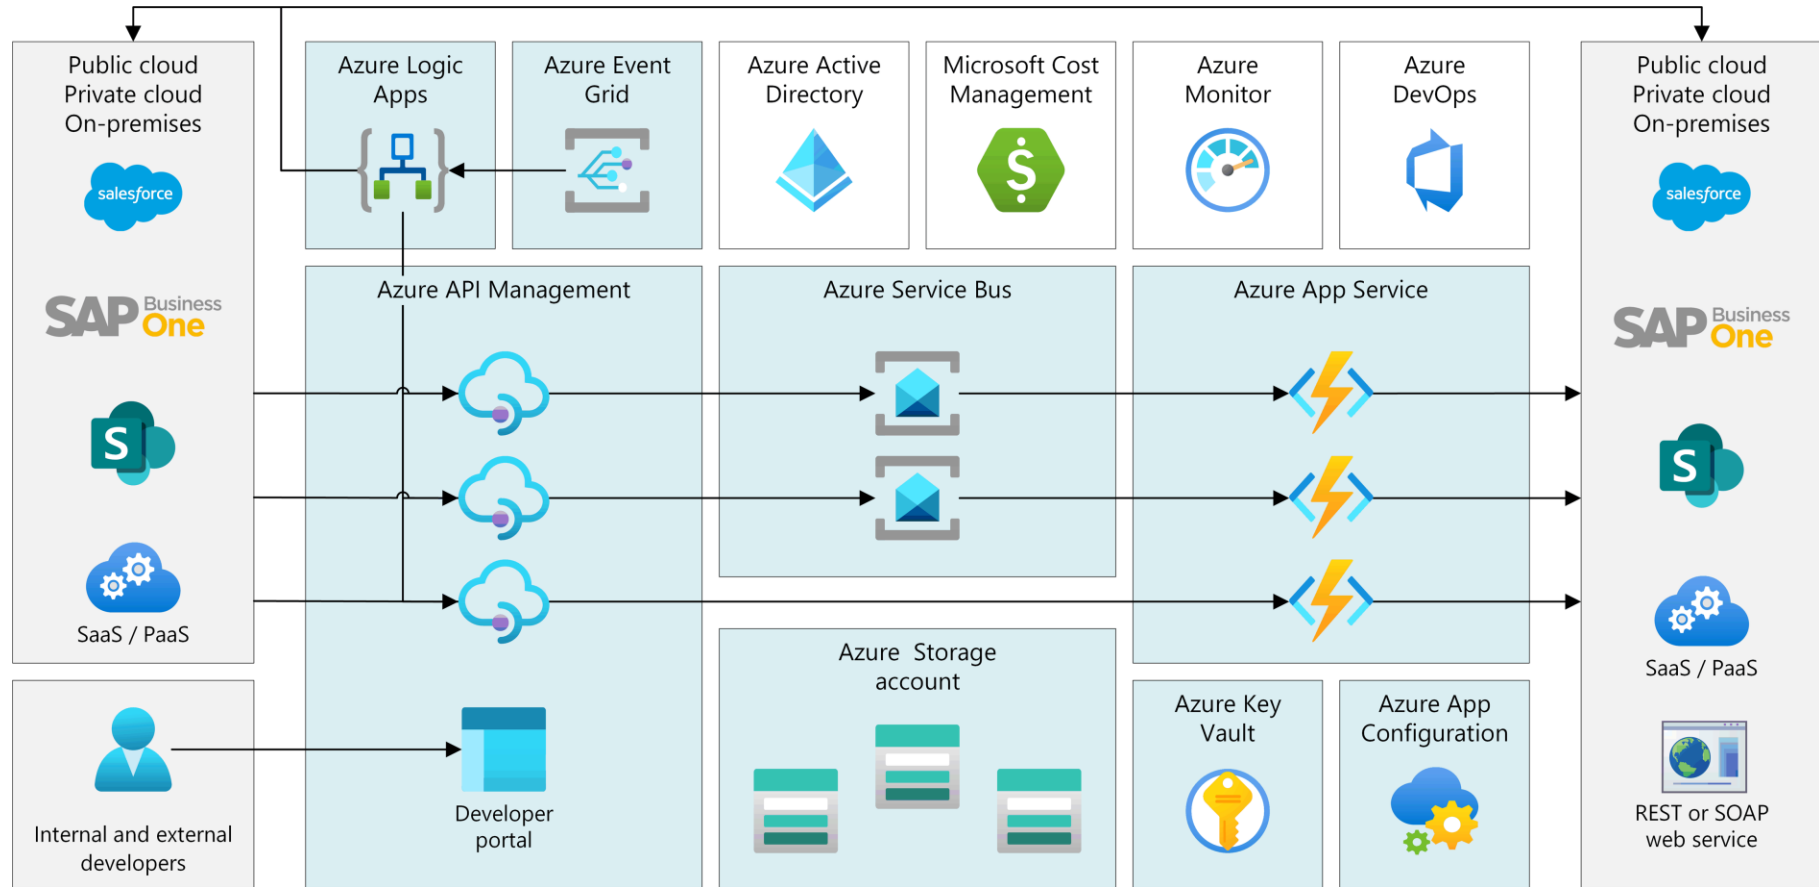 Public cloud
Private cloud
On-premises
salesforce
SAP Business
One
S
SaaS / PaaS
Internal and external
developers
Azure Logic
Apps
Azure Event
Grid
Azure Active
Directory
Microsoft Cost
Management
$
Azure
Monitor
Azure
DevOps
Azure API Management
Developer
portal
Azure Service Bus
Azure App Service
Azure  Storage
account
Azure Key
Vault
Azure App
Configuration
Public cloud
Private cloud
On-premises
salesforce
SAP Business
One
S
SaaS / PaaS
REST or SOAP
web service